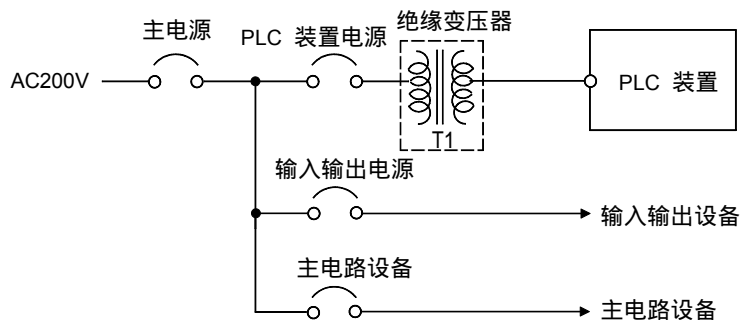 主电源
PLC 装置电源
绝缘变压器
AC200V
PLC 装置
T1
输入输出电源
输入输出设备
主电路设备
主电路设备